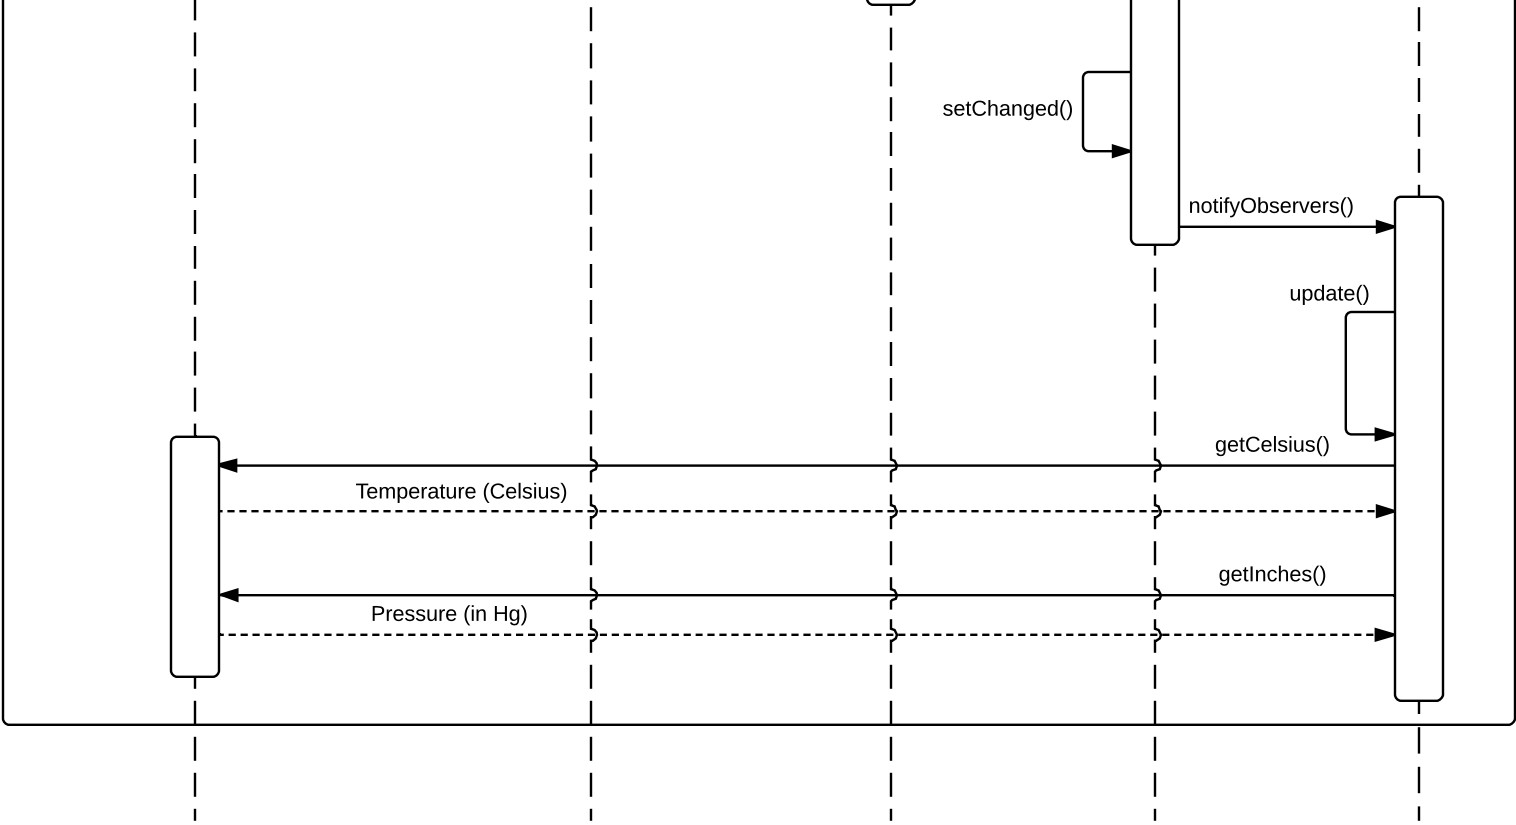 setChanged()
notifyObservers()
update()
getCelsius()
Temperature (Celsius)
getInches()
Pressure (in Hg)